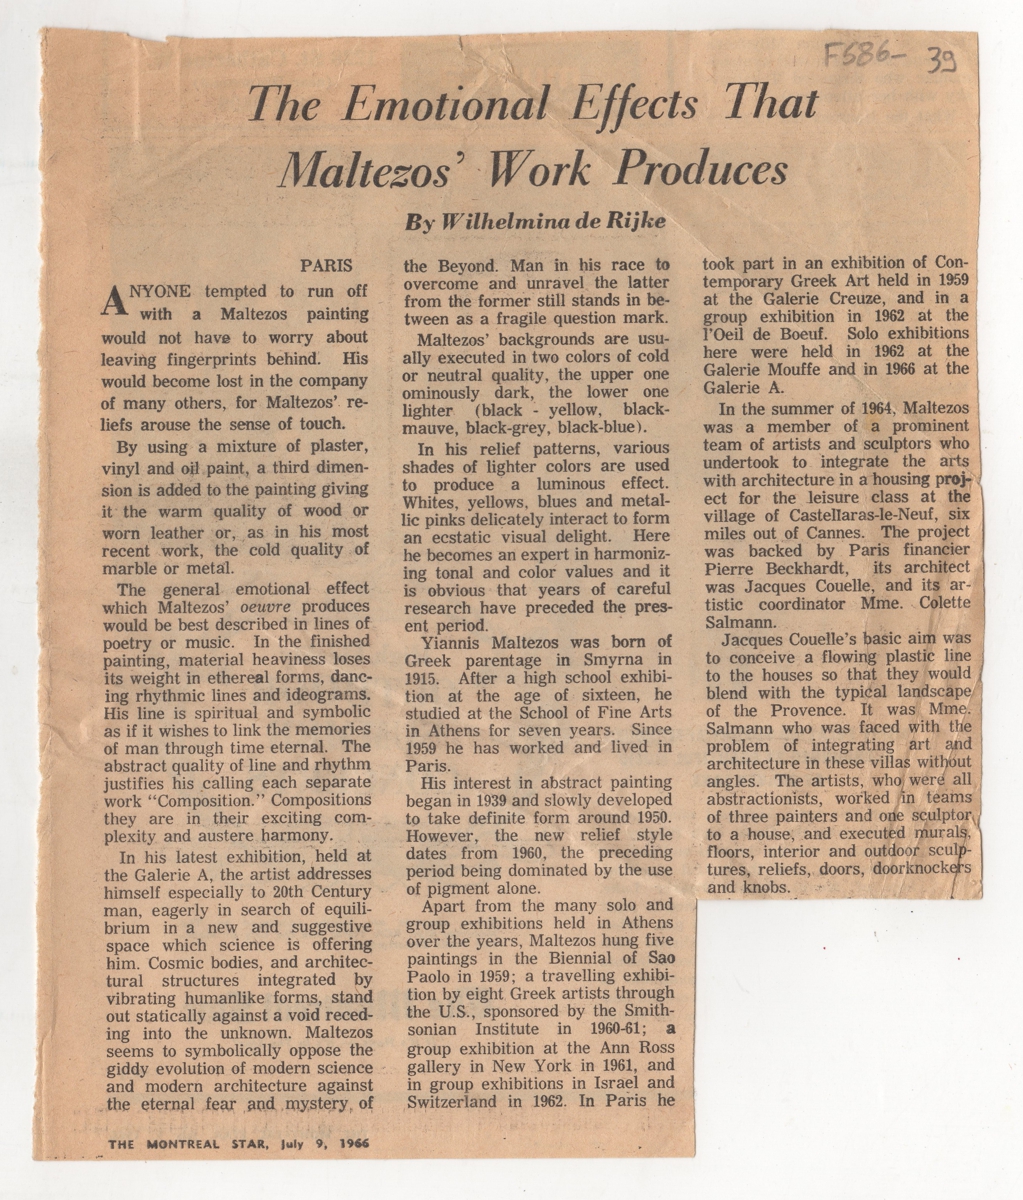 F586- 39
The Emotional Effects That
Maltezos' Work Produces
By Wilhelmina de Rijke
PARIS
ANYONE tempted to run off
with a Maltezos painting
would not have to worry about
leaving fingerprints behind. His
would become lost in the company
of many others, for Maltezos' re-
liefs arouse the sense of touch.
By using a mixture of plaster,
vinyl and oil paint, a third dimen-
sion is added to the painting giving
it the warm quality of wood or
worn leather or, as in his most
recent work, the cold quality of
marble or metal.
The general emotional effect
which Maltezos' oeuvre produces
would be best described in lines of
poetry or music. In the finished
painting, material heaviness loses
its weight in ethereal forms, danc-
ing rhythmic lines and ideograms.
His line is spiritual and symbolic
as if it wishes to link the memories
of man through time eternal. The
abstract quality of line and rhythm
justifies his calling each separate
work "Composition." Compositions
they are in their exciting com-
plexity and austere harmony.
In his latest exhibition, held at
the Galerie A, the artist addresses
himself especially to 20th Century
man, eagerly in search of equili-
brium in a new and suggestive
space which science is offering
him. Cosmic bodies, and architec-
tural structures integrated by
vibrating humanlike forms, stand
out statically against a void reced-
ing into the unknown. Maltezos
seems to symbolically oppose the
giddy evolution of modern science
and modern architecture against
the eternal fear and mystery of
THE MONTREAL STAR, July 9, 1966
the Beyond. Man in his race to
overcome and unravel the latter
from the former still stands in be-
tween as a fragile question mark.
Maltezos' backgrounds are usu-
ally executed in two colors of cold
or neutral quality, the upper one
ominously dark, the lower one
lighter (black - yellow, black-
mauve, black-grey, black-blue).
In his relief patterns, various
shades of lighter colors are used
to produce a luminous effect.
Whites, yellows, blues and metal-
lic pinks delicately interact to form
an ecstatic visual delight. Here
he becomes an expert in harmoniz-
ing tonal and color values and it
is obvious that years of careful
research have preceded the pres-
ent period.
Yiannis Maltezos was born of
Greek parentage in Smyrna in
1915. After a high school exhibi-
tion at the age of sixteen, he
studied at the School of Fine Arts
in Athens for seven years. Since
1959 he has worked and lived in
Paris.
His interest in abstract painting
began in 1939 and slowly developed
to take definite form around 1950.
However, the new relief style
dates from 1960, the preceding
period being dominated by the use
of pigment alone.
Apart from the many solo and
group exhibitions held in Athens
over the years, Maltezos hung five
paintings in the Biennial of Sao
Paolo in 1959; a travelling exhibi-
tion by eight Greek artists through
the U.S., sponsored by the Smith-
sonian Institute in 1960-61; a
group exhibition at the Ann Ross
gallery in New York in 1961, and
in group exhibitions in Israel and
Switzerland in 1962. In Paris he
took part in an exhibition of Con-
temporary Greek Art held in 1959
at the Galerie Creuze, and in a
group exhibition in 1962 at the
l'Oeil de Boeuf. Solo exhibitions
here were held in 1962 at the
Galerie Mouffe and in 1966 at the
Galerie A.
In the summer of 1964, Maltezos
was a member of a prominent
team of artists and sculptors who
undertook to integrate the arts
with architecture in a housing proj-
ect for the leisure class at the
village of Castellaras-le-Neuf, six
miles out of Cannes. The project
was backed by Paris financier
Pierre Beckhardt, its architect
was Jacques Couelle, and its ar-
tistic coordinator Mme. Colette
Salmann.
Jacques Couelle's basic aim was
to conceive a flowing plastic line
to the houses so that they would
blend with the typical landscape
of the Provence. It was Mme.
Salmann who was faced with the
problem of integrating art and
architecture in these villas without
angles. The artists, who were all
abstractionists, worked in teams
of three painters and one sculptor
to a house, and executed murals,
floors, interior and outdoor sculp-
tures, reliefs, doors, doorknockers
and knobs.